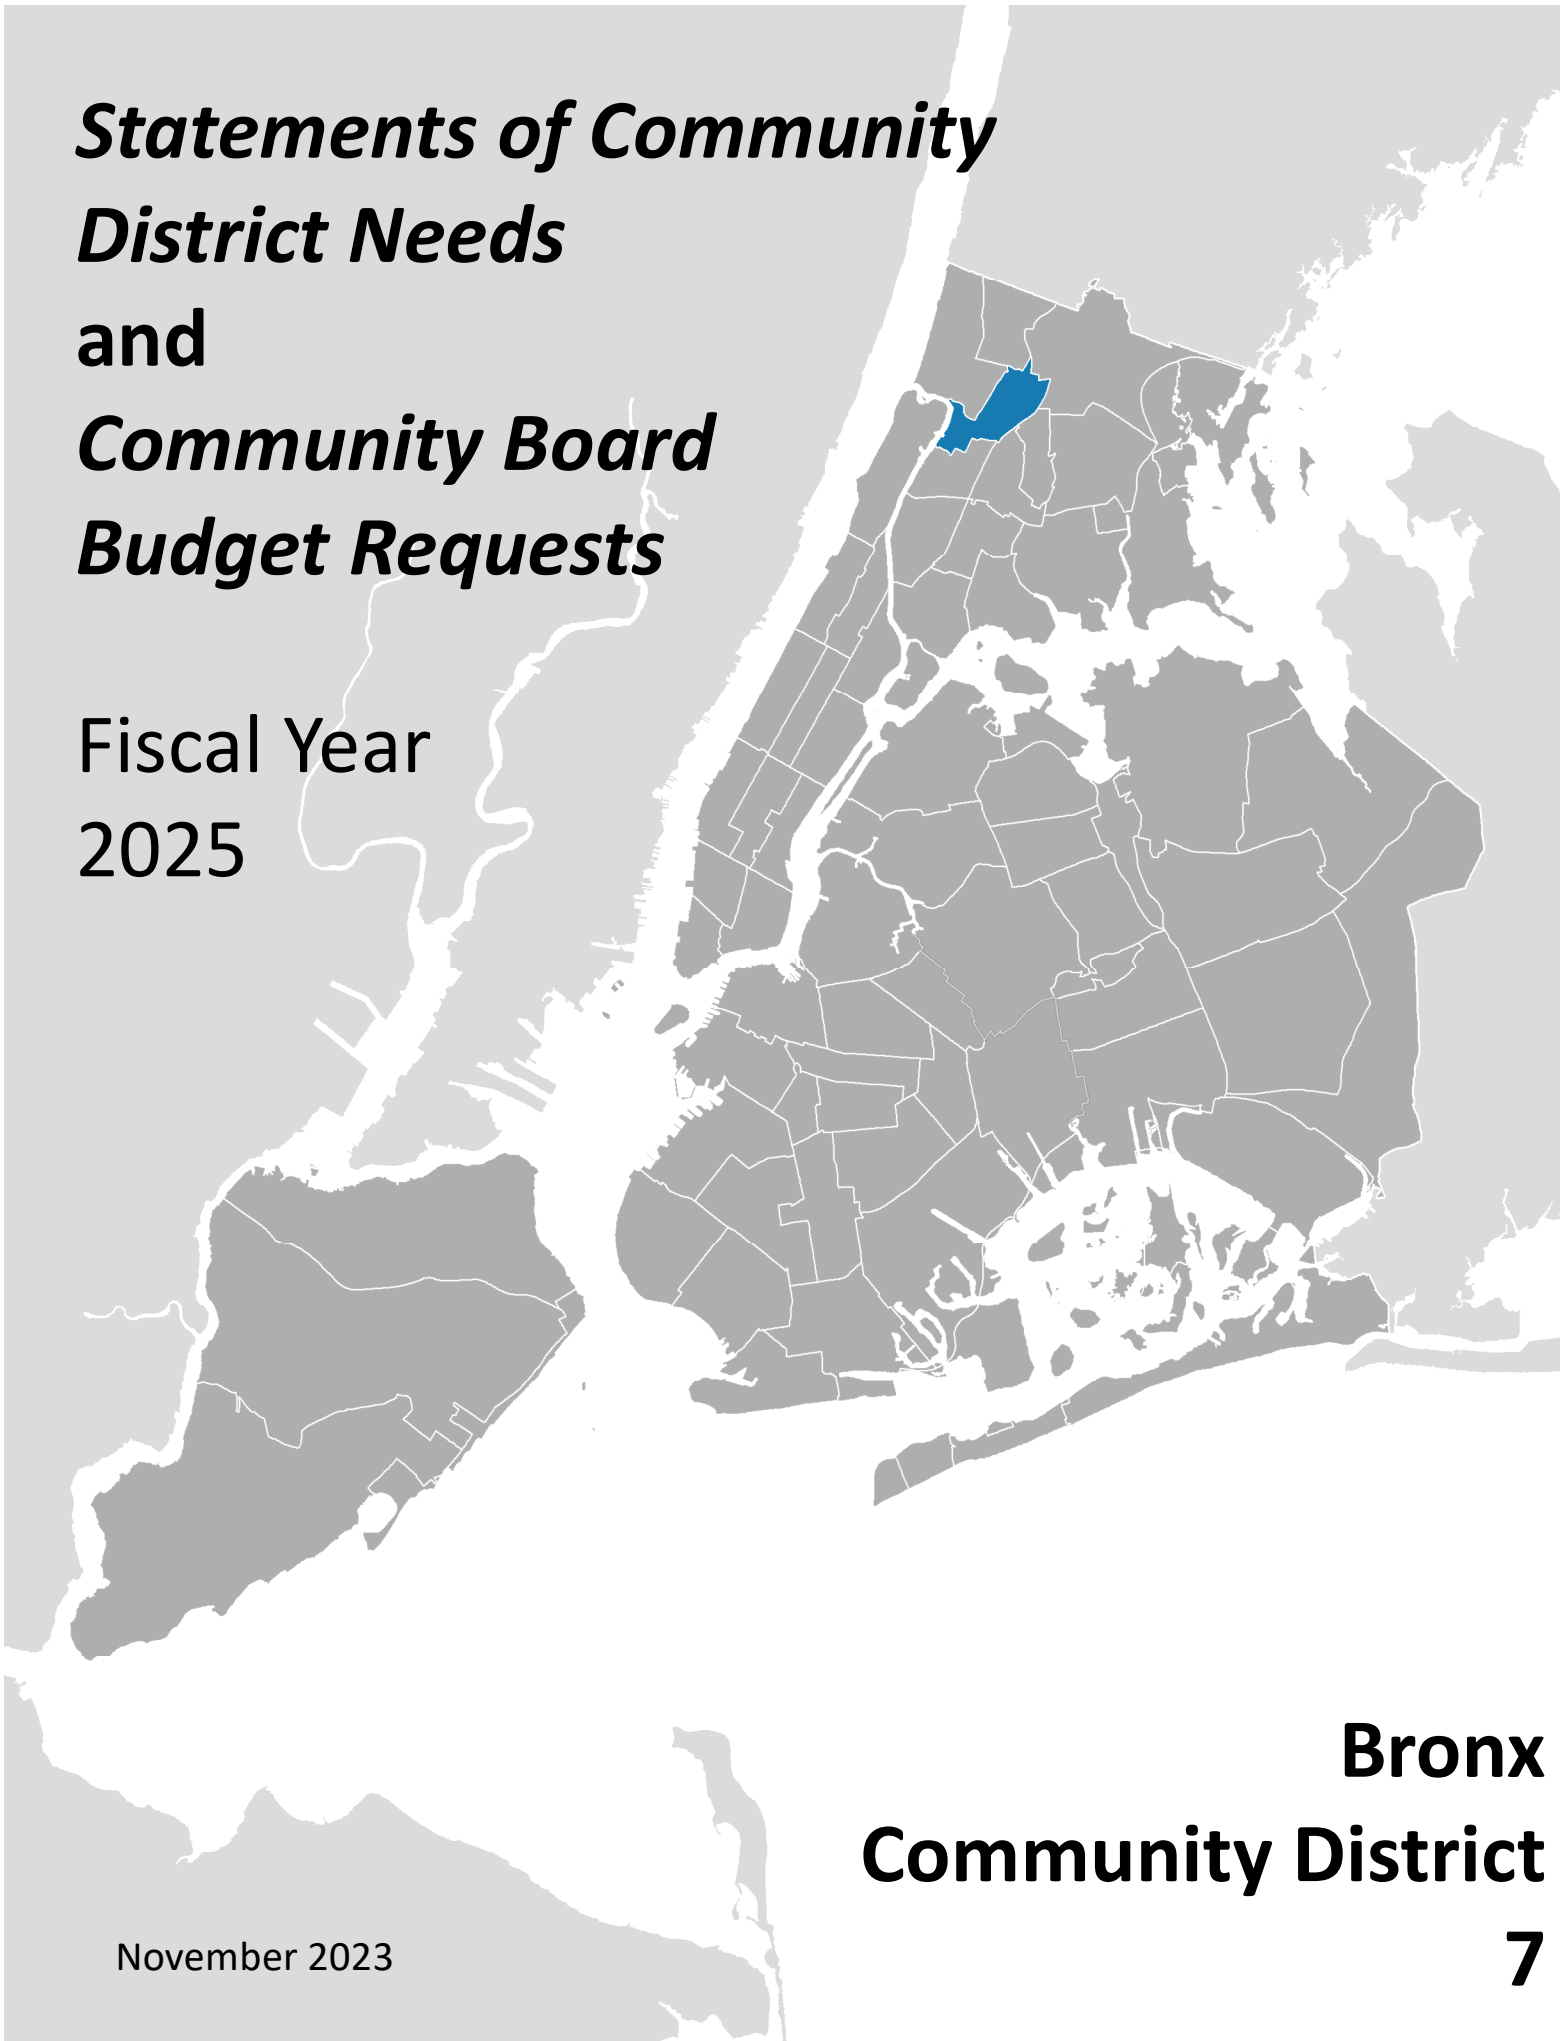 Statements of Community
District Needs
and
Community Board
Budget Requests
Fiscal Year
2025
Bronx
Community District
7
November 2023